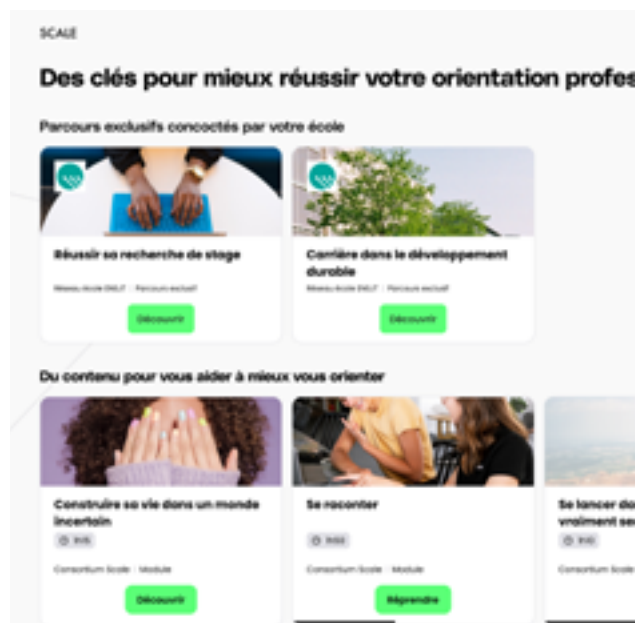 SCALE
Des clés pour mieux réussir votre orientation profes
Parcours exclusifs concoctés par votre école
Réussir sa recherche de stage
Carrière dans le développement
durable
Parcours exclusif
Parcours exclusif
Découvrir
Découvrir
Du contenu pour vous aider à mieux vous orienter
Construire sa vie dans un monde
incertain
Se raconter
Se lancer da
vraiment se
Consortium Scale | Module
Consortium Scale | Module
Consortium Scale
Découvrir
Reprendre